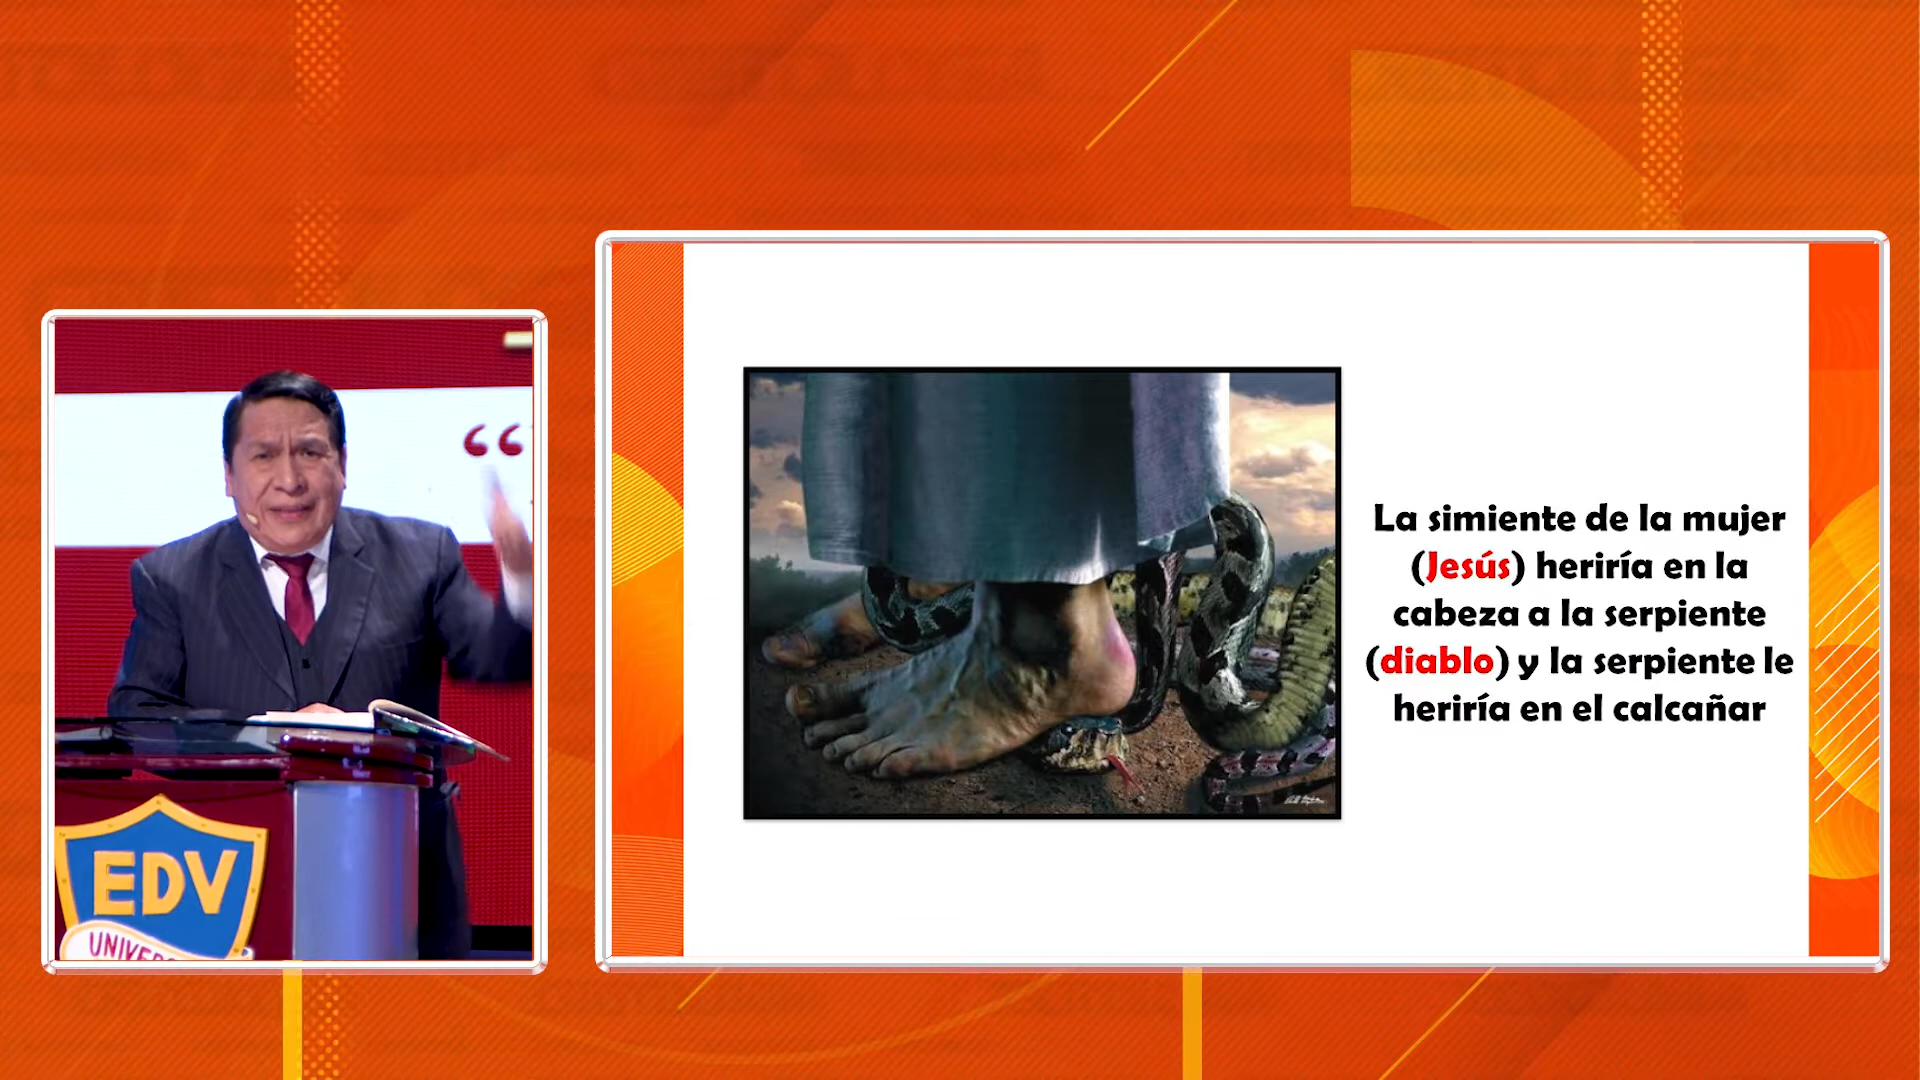 “
EDV
La simiente de la mujer
(Jesús) heriría en la
cabeza a la serpiente
(diablo) y la serpiente le
heriría en el calcañar